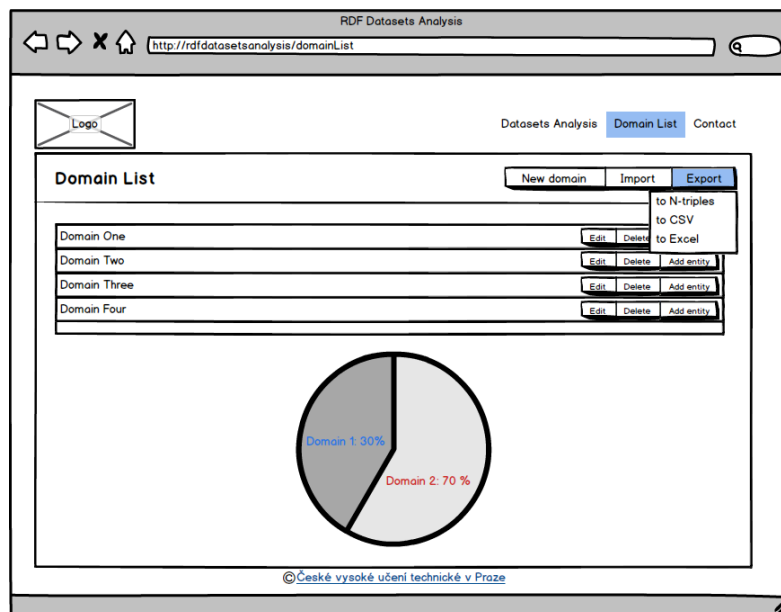 RDF Datasets Analysis
http://rdfdatasetsanalysis/domainList
Logo
Datasets Analysis Domain List Contact
Domain List
New domain Import Export
to N-triples
to CSV
to Excel
Domain One Edit Delete
Domain Two Edit Delete Add entity
Domain Three Edit Delete Add entity
Domain Four Edit Delete Add entity
Domain 1: 30%
Domain 2: 70 %
©České vysoké učení technické v Praze